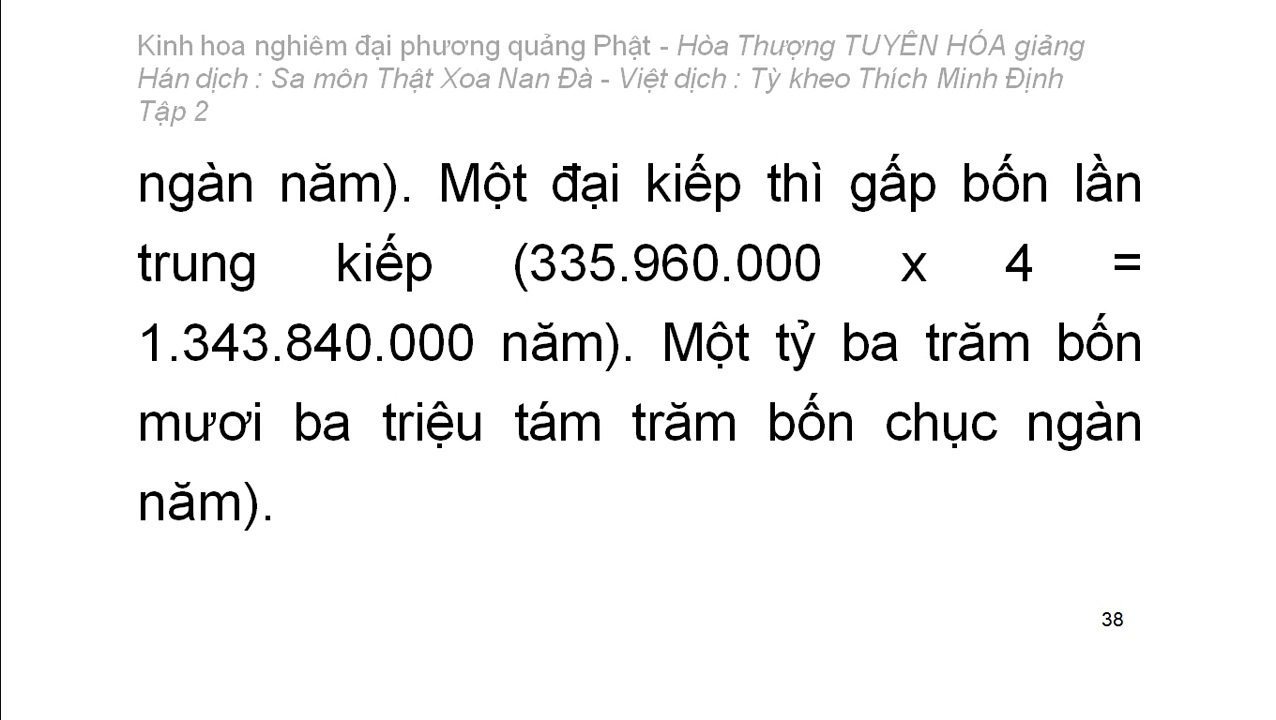 Kinh hoa nghiêm đại phương quảng Phật - Hòa Thượng TUYÊN HÓA giảng
Hán dịch : Sa môn Thật Xoa Nan Đà - Việt dịch : Tỳ kheo Thích Minh Định
Tập 2
ngàn năm). Một đại kiếp thì gấp bốn lần
trung kiếp (335.960.000 x 4 =
1.343.840.000 năm). Một tỷ ba trăm bốn
mươi ba triệu tám trăm bốn chục ngàn
năm).
38